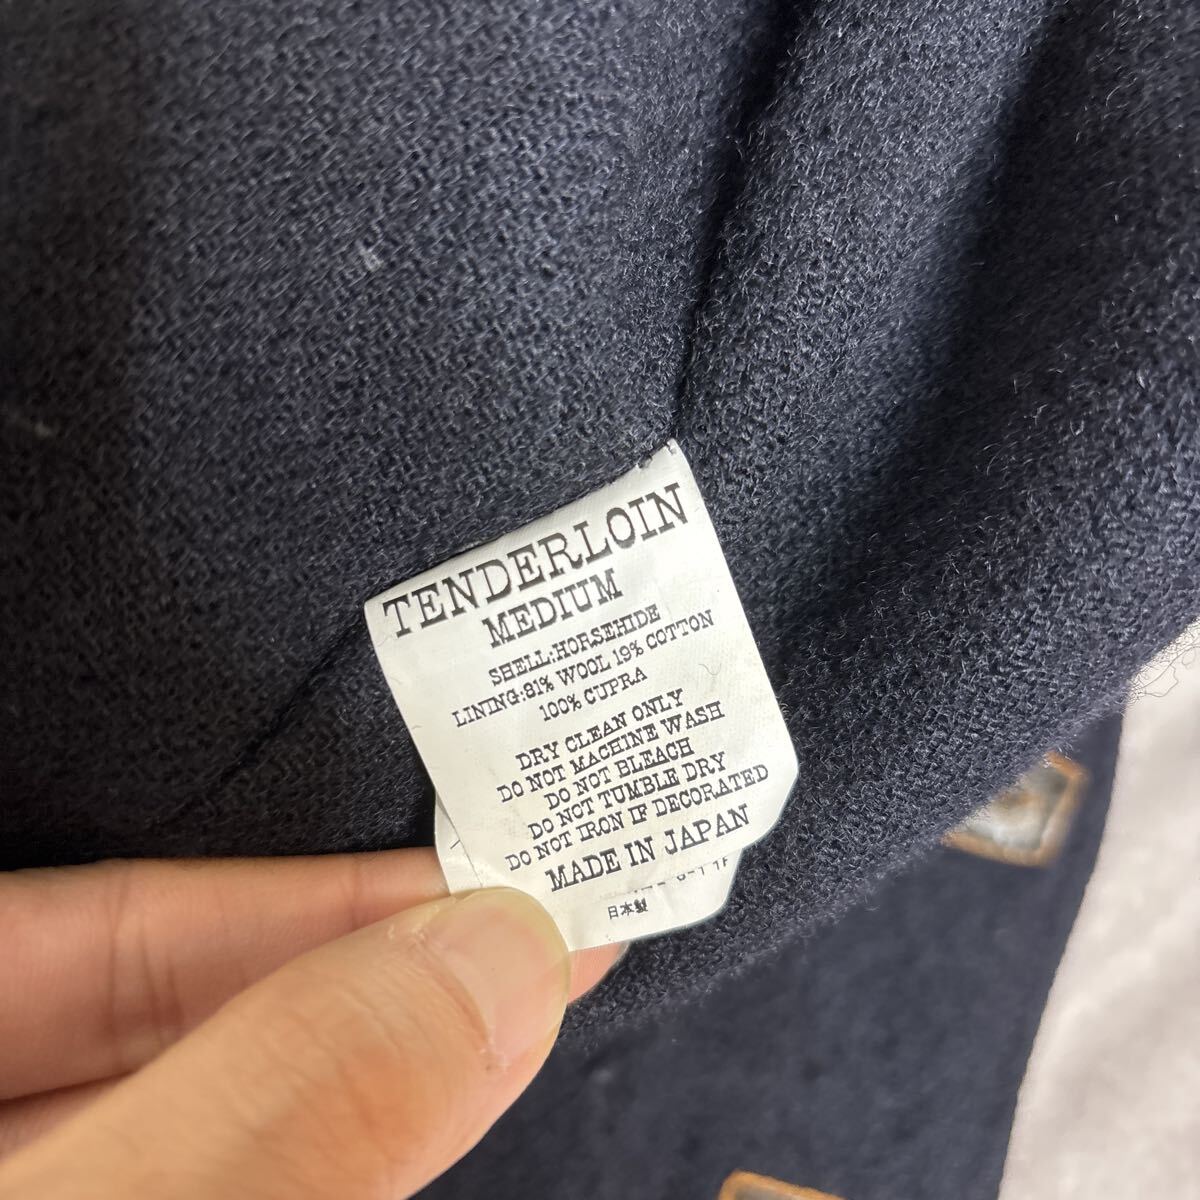 TENDERLOIN
MEDIUM
SHELL:HORSEHIDE
LINING:81% WOOL 19% COTTON
100% CUPRA
DRY CLEAN ONLY
DO NOT MACHINE WASH
DO NOT BLEACH
DO NOT TUMBLE DRY
DO NOT IRON IF DECORATED
MADE IN JAPAN
日本製